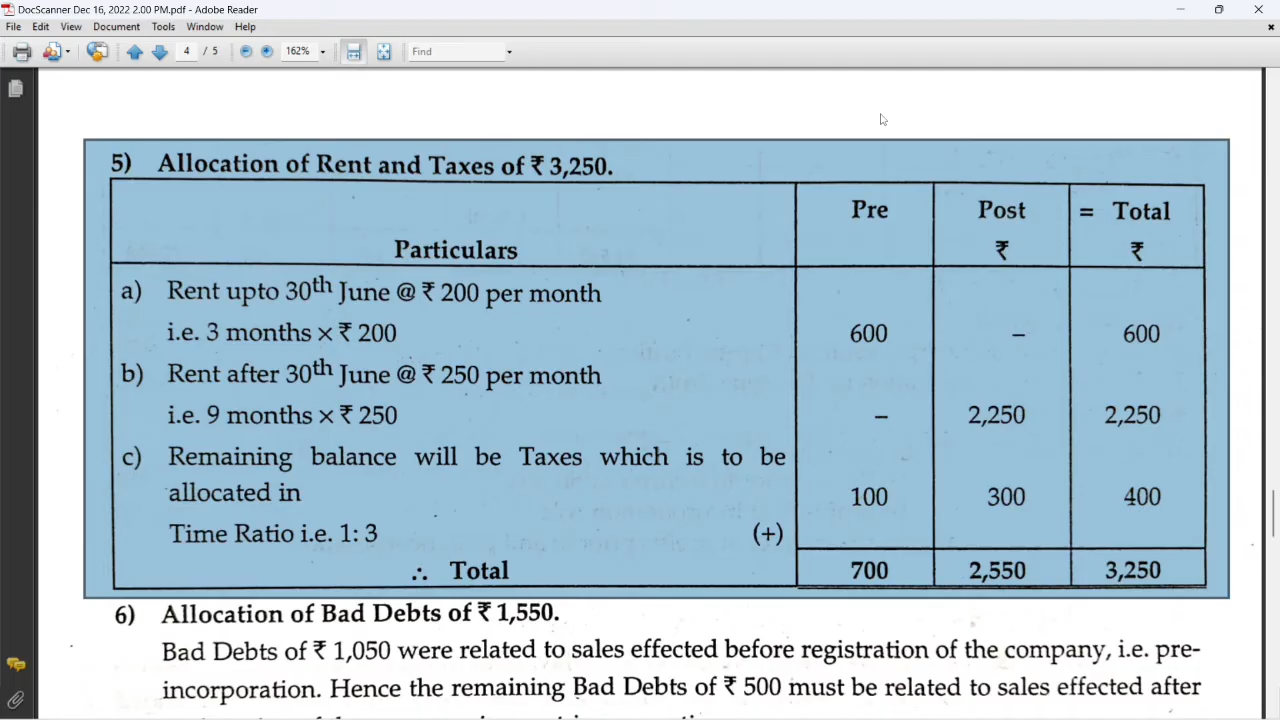 DocScanner Dec 16, 2022 2.00 PM.pdf - Adobe Reader
File Edit View Document Tools Window Help
4 / 5 162% Find
5) Allocation of Rent and Taxes of ₹ 3,250.
Particulars Pre Post ₹ = Total ₹
a) Rent upto 30th June @ ₹ 200 per month
i.e. 3 months × ₹ 200 600 – 600
b) Rent after 30th June @ ₹ 250 per month
i.e. 9 months × ₹ 250 – 2,250 2,250
c) Remaining balance will be Taxes which is to be
allocated in 100 300 400
Time Ratio i.e. 1: 3 (+)
∴ Total 700 2,550 3,250
6) Allocation of Bad Debts of ₹ 1,550.
Bad Debts of ₹ 1,050 were related to sales effected before registration of the company, i.e. pre-
incorporation. Hence the remaining Bad Debts of ₹ 500 must be related to sales effected after